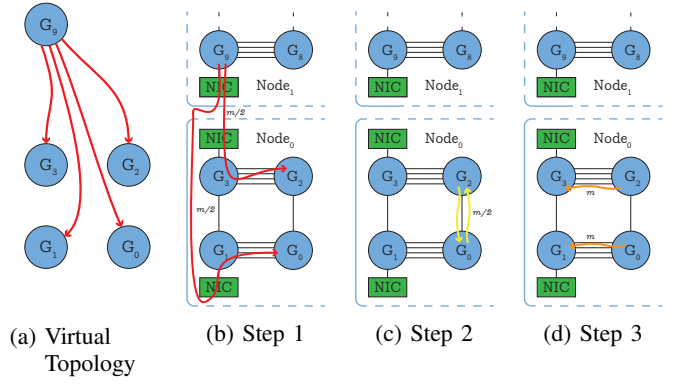 G9
G3
G2
G1
G0
(a) Virtual
Topology
G9
G8
NIC
Node1
m/2
NIC
Node0
G3
G2
m/2
G1
G0
NIC
(b) Step 1
G9
G8
NIC
Node1
NIC
Node0
G3
G2
m/2
G1
G0
NIC
(c) Step 2
G9
G8
NIC
Node1
NIC
Node0
G3
G2
m
m
G1
G0
NIC
(d) Step 3